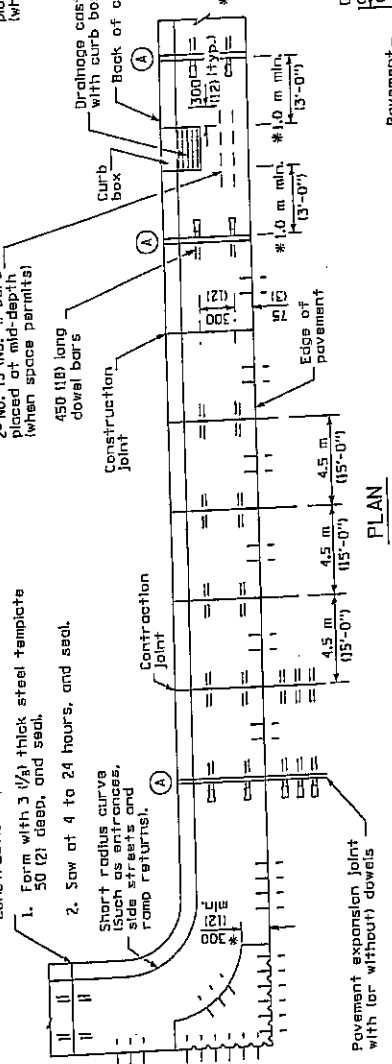 1. Form with 3 (1/8) thick steel template
50 (2) deep, and seal.
2. Saw at 4 to 24 hours, and seal.
Short radius curve
(Such as entrances,
side streets and
ramp returns).
*300
(12)
min.
Pavement expansion joint
with (or without) dowels
A
Contraction
joint
4.5 m
(15'-0")
4.5 m
(15'-0")
4.5 m
(15'-0")
PLAN
placed at mid-depth
(when space permits)
450 (18) long
dowel bars
Construction
joint
300
(12)
75
(3)
Edge of
pavement
A
*1.0 m min.
(3'-0")
*1.0 m min.
(3'-0")
Curb
box
300
(12) (typ.)
A
Drainage cas
with curb bo
Back of c
Pavement